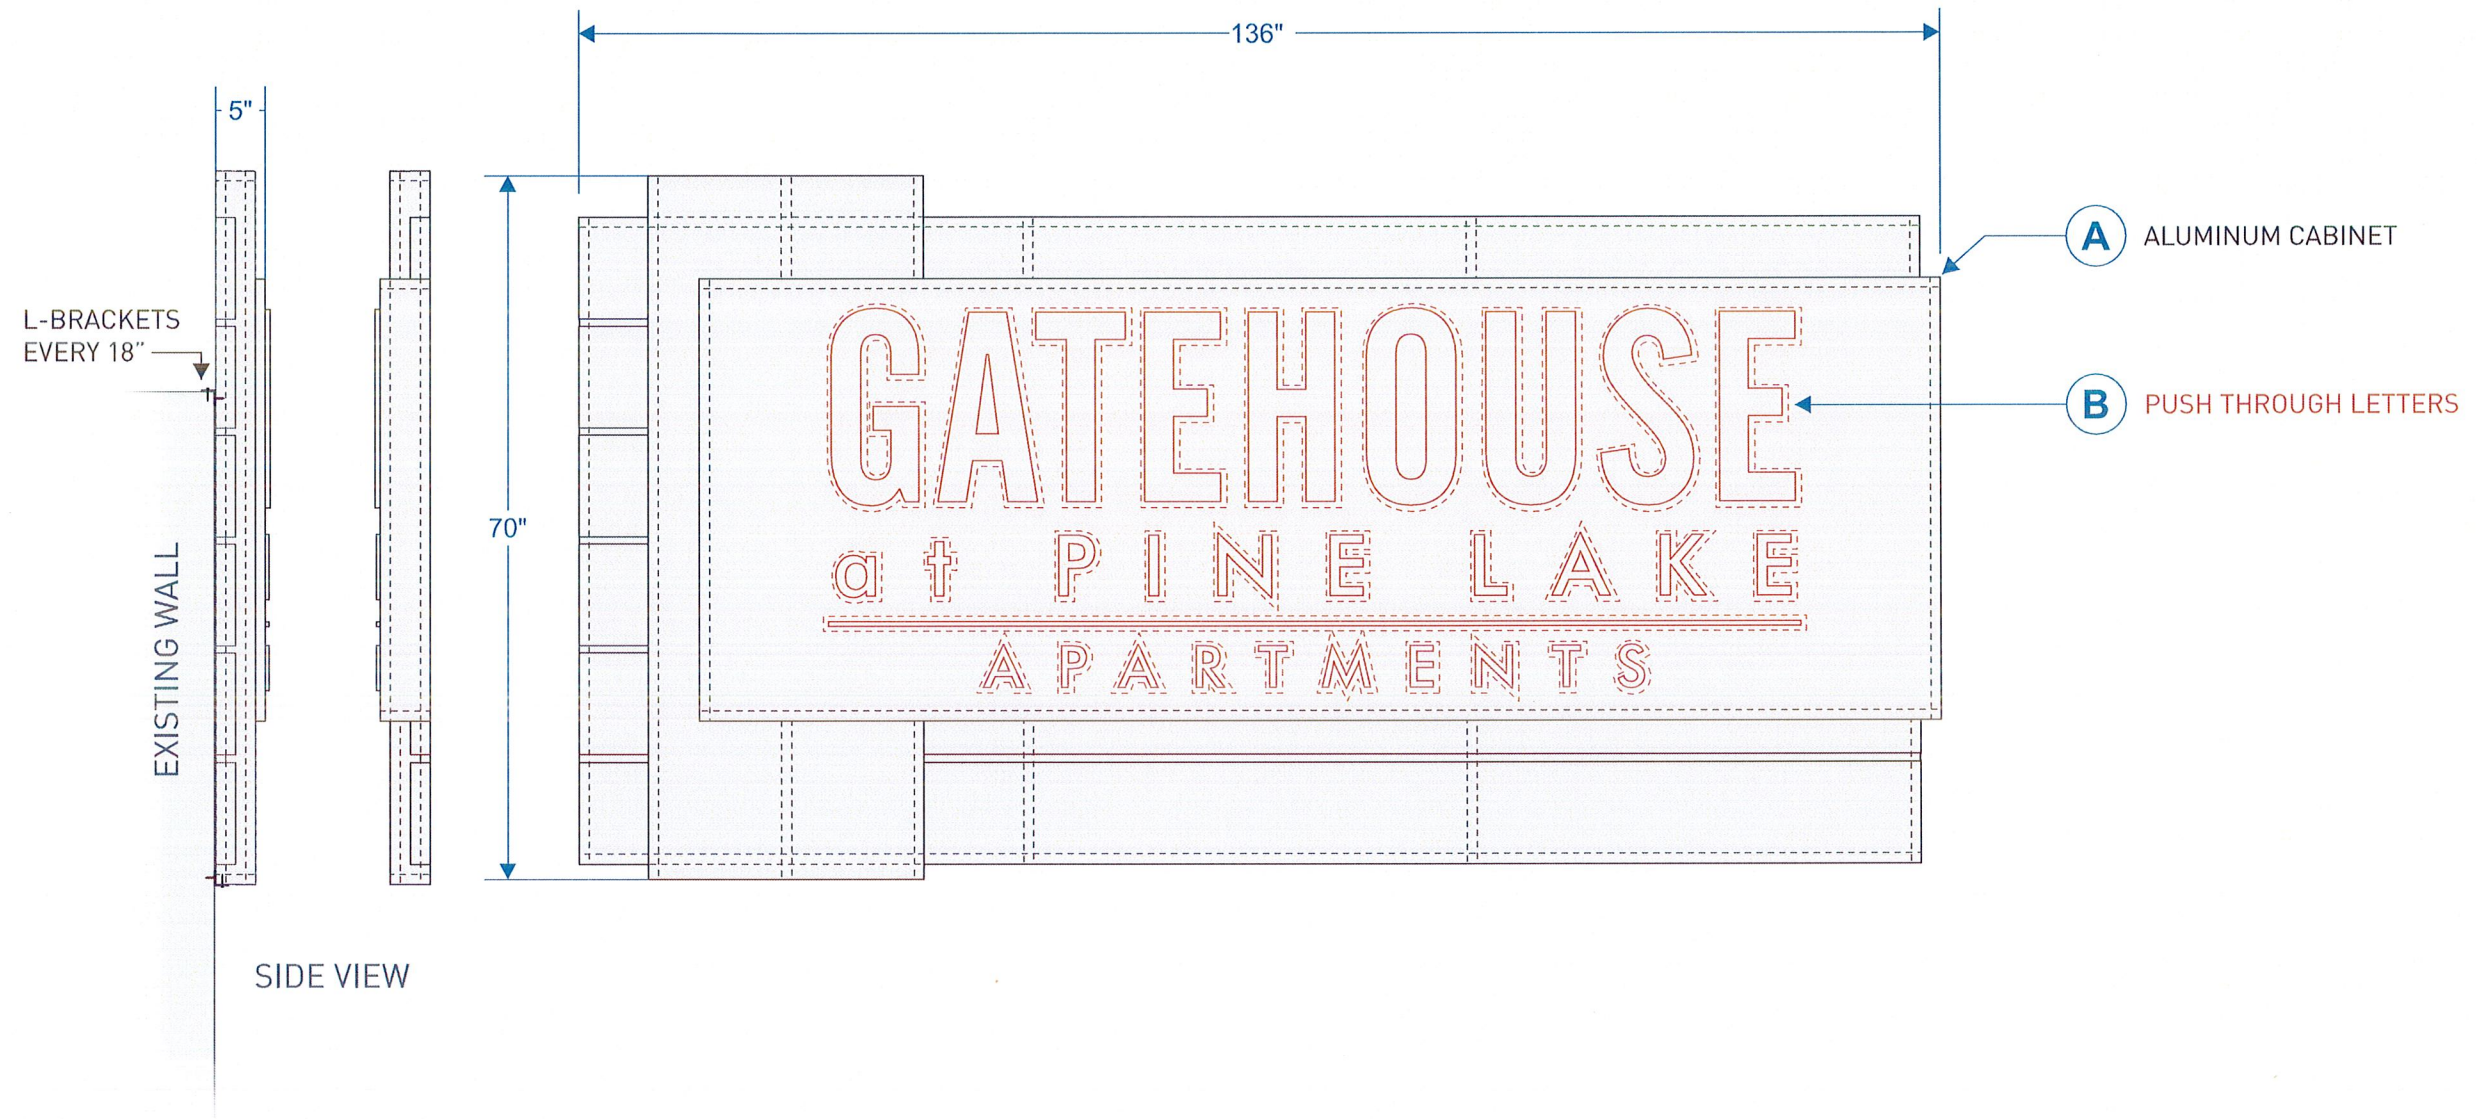 136"
5"
A ALUMINUM CABINET
L-BRACKETS
EVERY 18”
GATEHOUSE
B PUSH THROUGH LETTERS
70"
at PINE LAKE
APARTMENTS
EXISTING WALL
SIDE VIEW